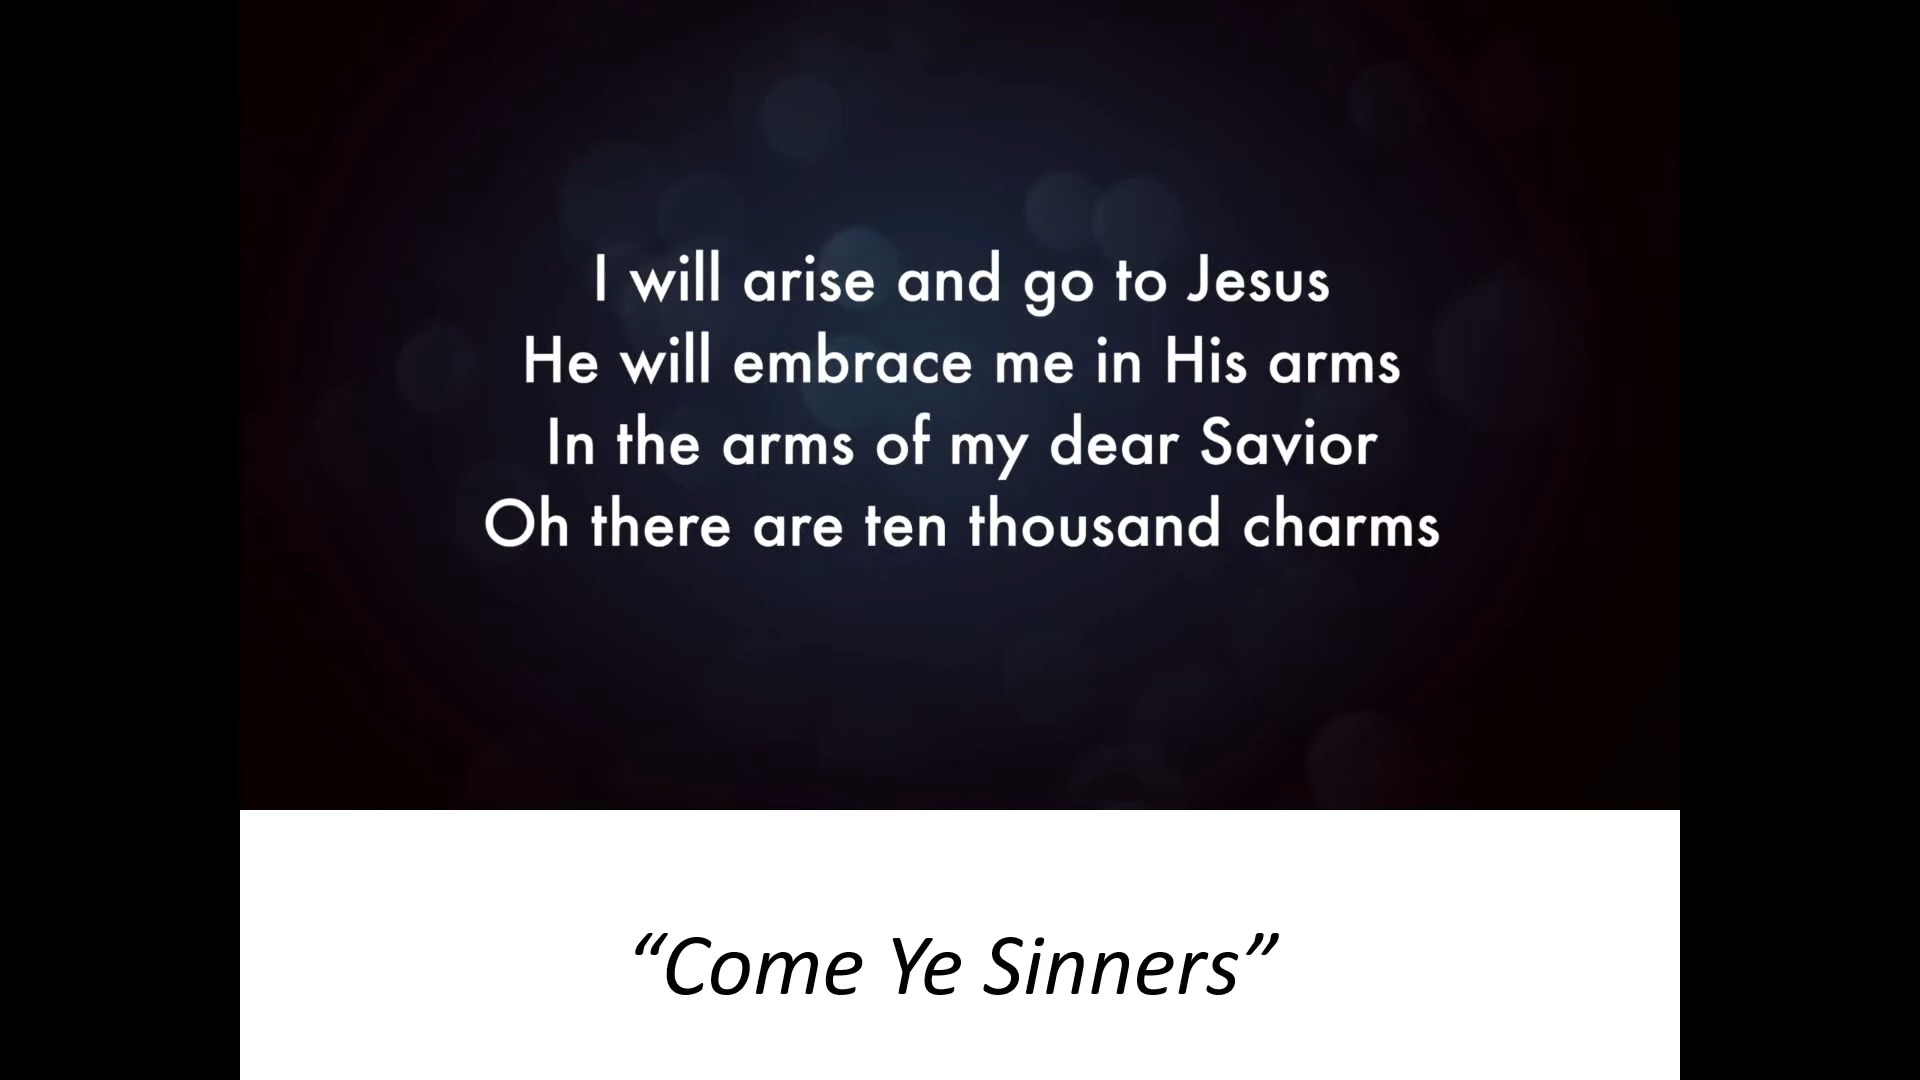 I will arise and go to Jesus
He will embrace me in His arms
In the arms of my dear Savior
Oh there are ten thousand charms
“Come Ye Sinners”